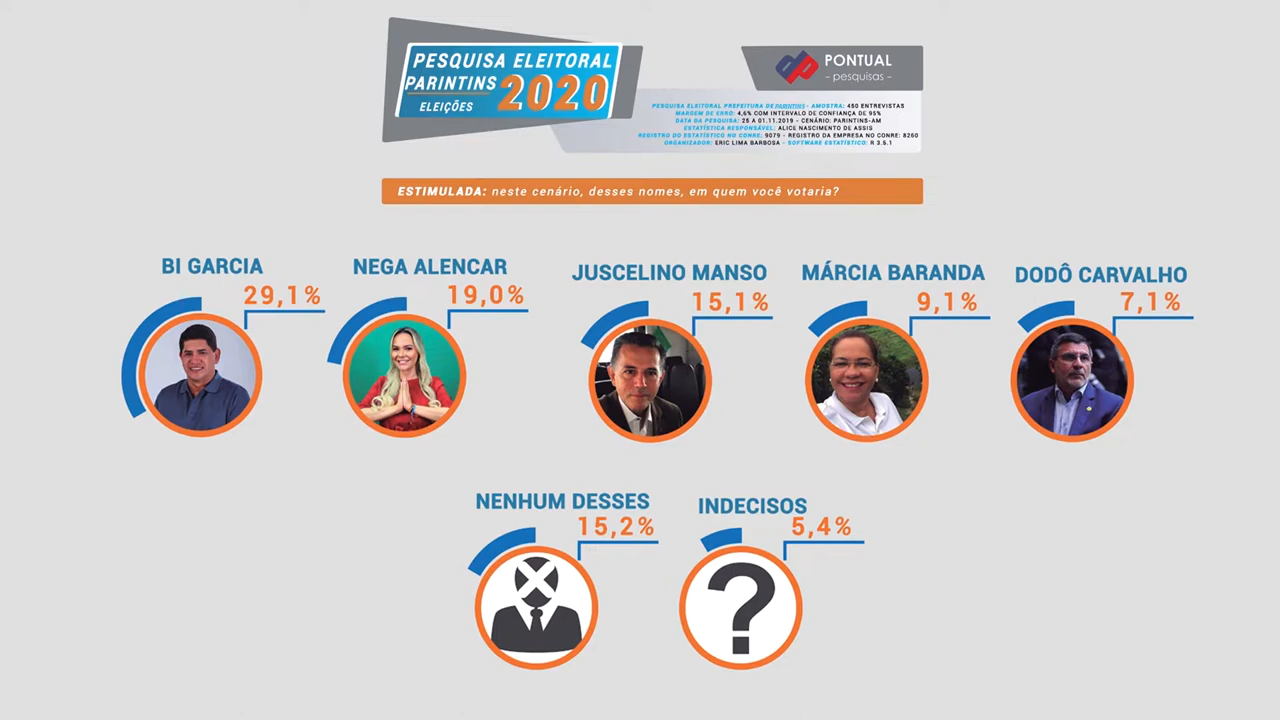 PESQUISA ELEITORAL
PARINTINS 2020
ELEIÇÕES
PONTUAL
– pesquisas –
PESQUISA ELEITORAL PREFEITURA DE PARINTINS - AMOSTRA: 450 ENTREVISTAS
MARGEM DE ERRO: 4,6% COM INTERVALO DE CONFIANÇA DE 95%
DATA DA PESQUISA: 25 A 01.11.2019 - CENÁRIO: PARINTINS-AM
ESTATÍSTICA RESPONSÁVEL: ALICE NASCIMENTO DE ASSIS
REGISTRO DO ESTATÍSTICO NO CONRE: 9079 - REGISTRO DA EMPRESA NO CONRE: 8260
ORGANIZADOR: ERIC LIMA BARBOSA - SOFTWARE ESTATÍSTICO: R 3.5.1
ESTIMULADA: neste cenário, desses nomes, em quem você votaria?
BI GARCIA
29,1%
NEGA ALENCAR
19,0%
JUSCELINO MANSO
15,1%
MÁRCIA BARANDA
9,1%
DODÔ CARVALHO
7,1%
NENHUM DESSES
15,2%
INDECISOS
5,4%
?